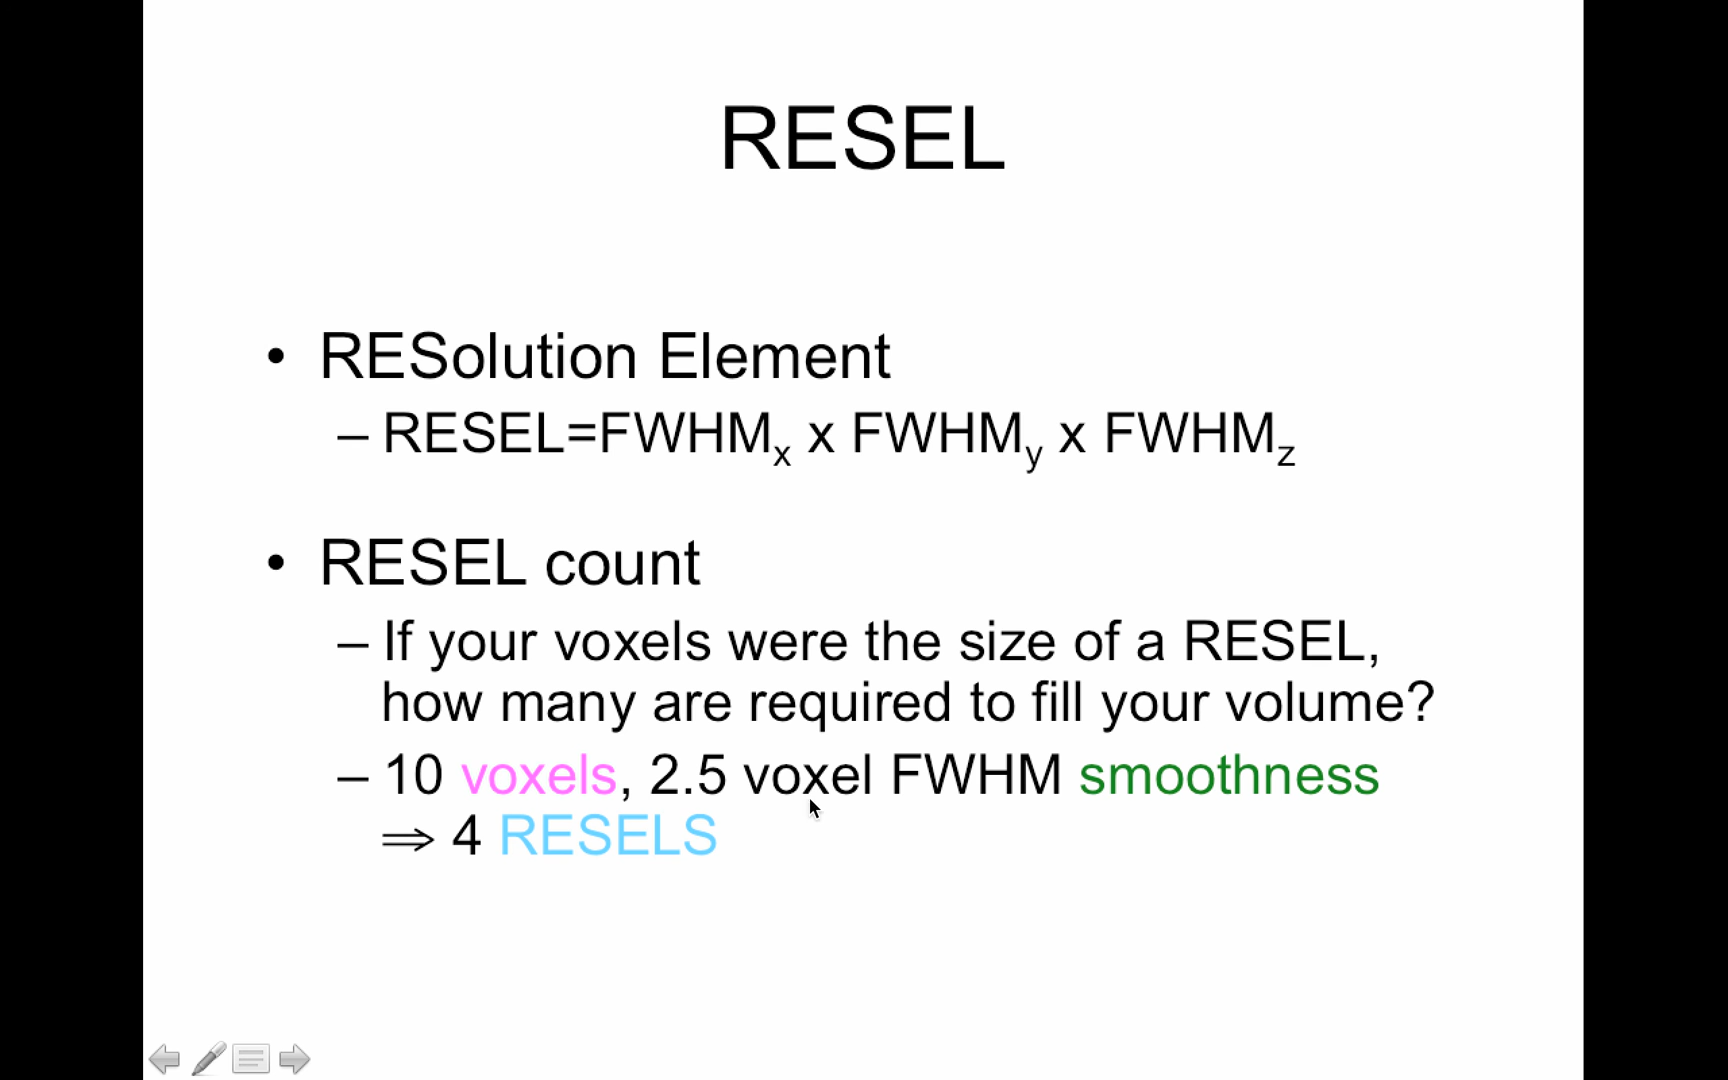 RESEL
• RESolution Element
– RESEL=FWHMx x FWHMy x FWHMz
• RESEL count
– If your voxels were the size of a RESEL,
how many are required to fill your volume?
– 10 voxels, 2.5 voxel FWHM smoothness
⇒ 4 RESELS